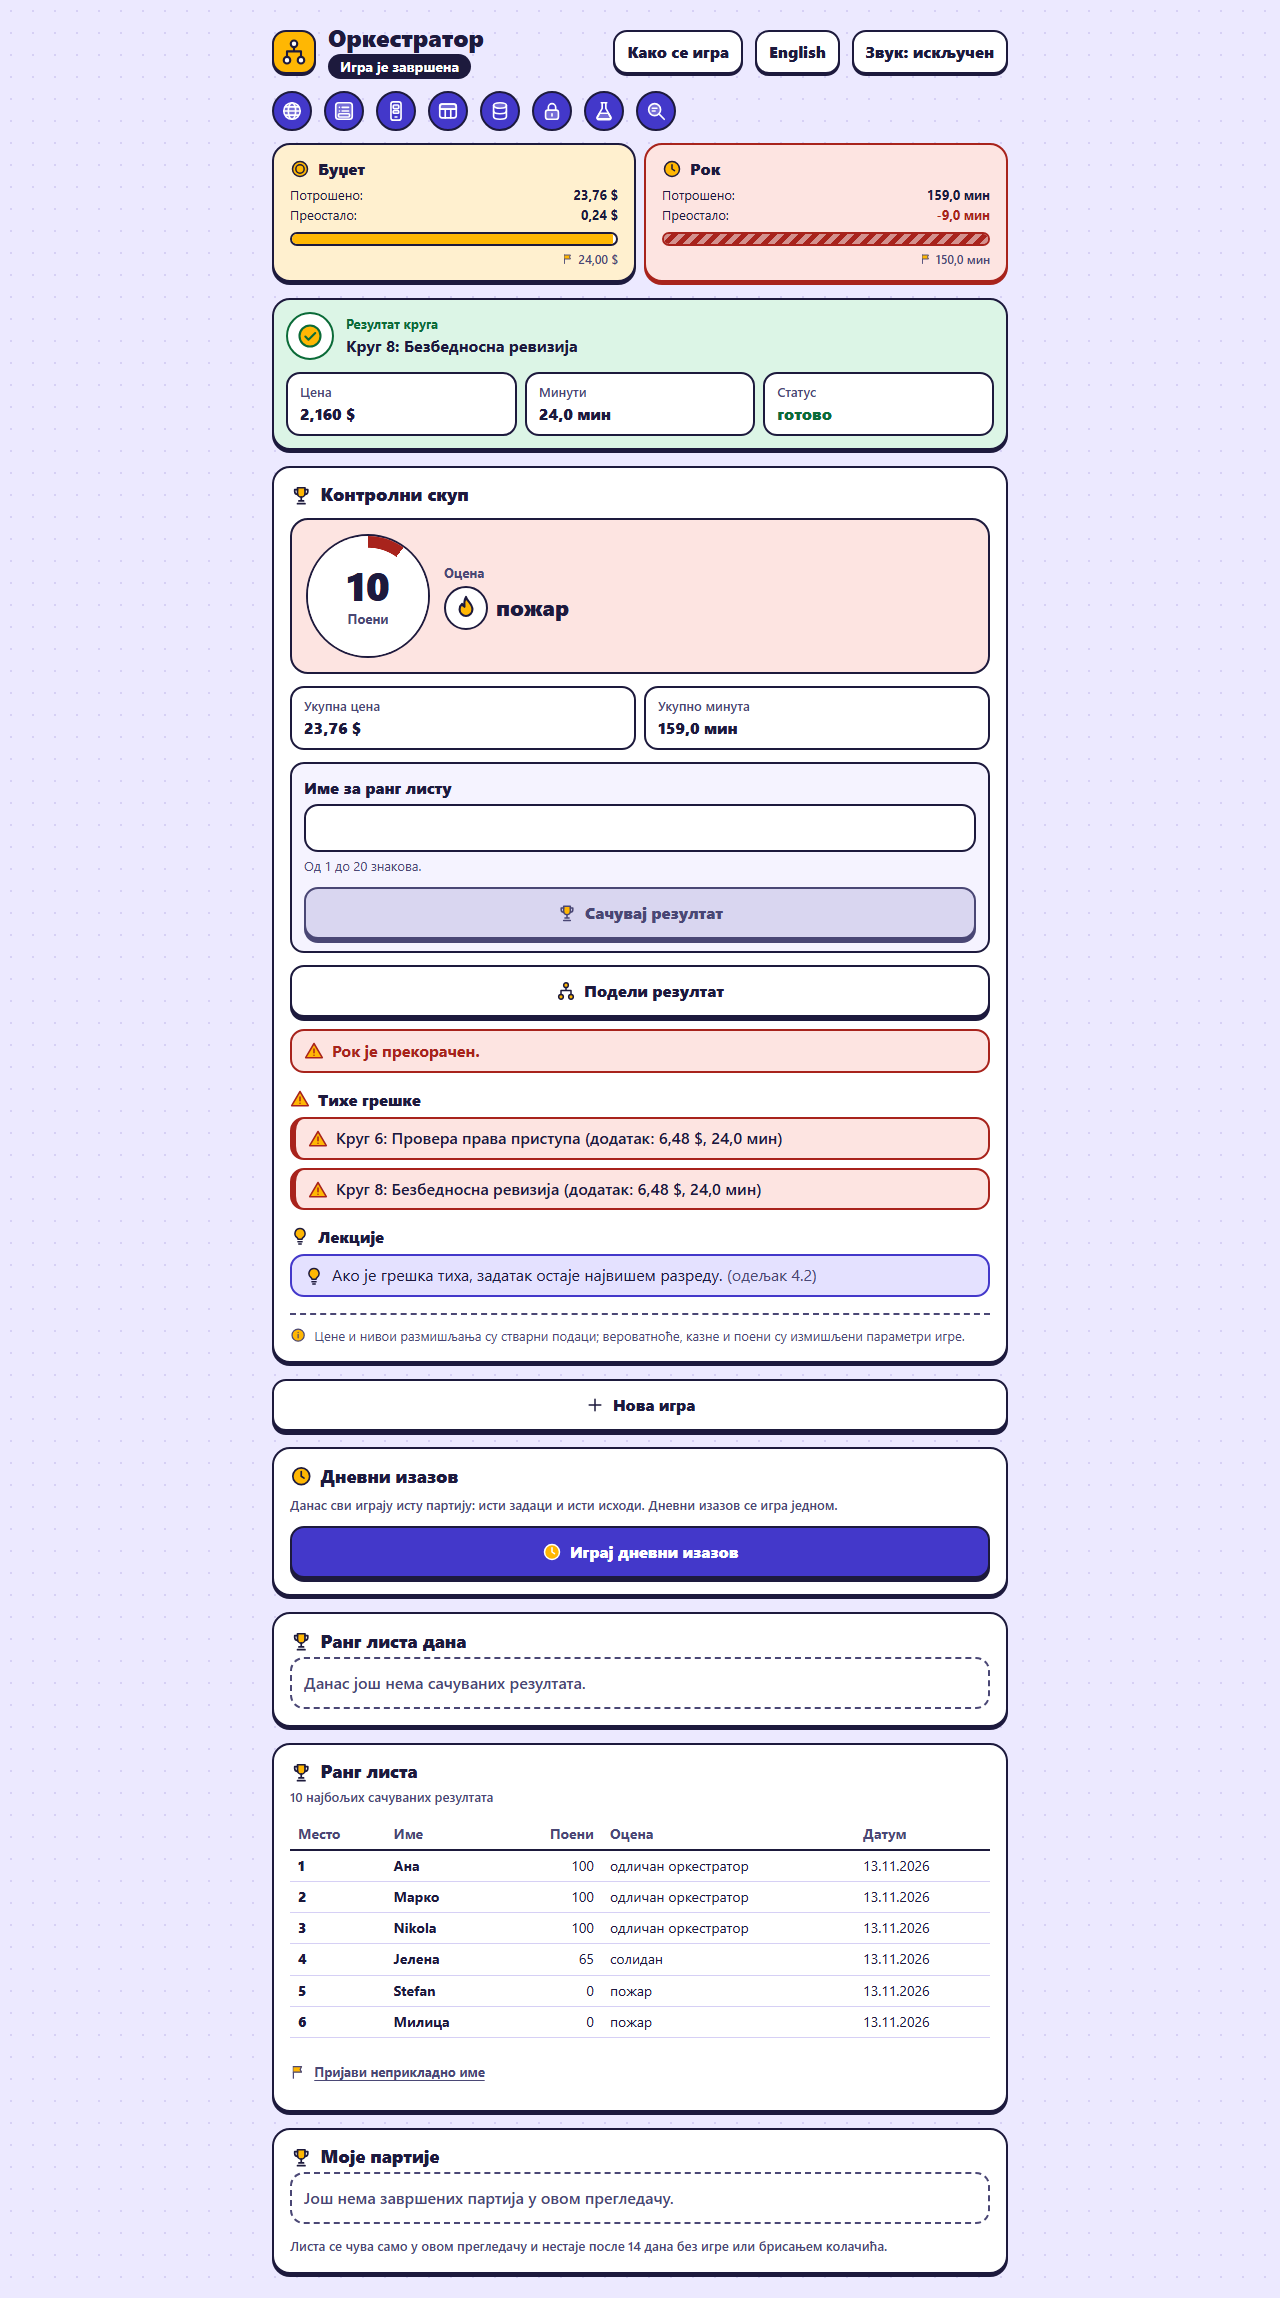 Оркестратор
Игра је завршена
Како се игра
English
Звук: искључен
Буџет
Потрошено: 23,76 $
Преостало: 0,24 $
24,00 $
Рок
Потрошено: 159,0 мин
Преостало: -9,0 мин
150,0 мин
Резултат круга
Круг 8: Безбедносна ревизија
Цена
2,160 $
Минути
24,0 мин
Статус
готово
Контролни скуп
10
Поени
Оцена
пожар
Укупна цена
23,76 $
Укупно минута
159,0 мин
Име за ранг листу
Од 1 до 20 знакова.
Сачувај резултат
Подели резултат
Рок је прекорачен.
Тихе грешке
Круг 6: Провера права приступа (додатак: 6,48 $, 24,0 мин)
Круг 8: Безбедносна ревизија (додатак: 6,48 $, 24,0 мин)
Лекције
Ако је грешка тиха, задатак остаје највишем разреду. (одељак 4.2)
Цене и нивои размишљања су стварни подаци; вероватноће, казне и поени су измишљени параметри игре.
Нова игра
Дневни изазов
Данас сви играју исту партију: исти задаци и исти исходи. Дневни изазов се игра једном.
Играј дневни изазов
Ранг листа дана
Данас још нема сачуваних резултата.
Ранг листа
10 најбољих сачуваних резултата
Место Име Поени Оцена Датум
1 Ана 100 одличан оркестратор 13.11.2026
2 Марко 100 одличан оркестратор 13.11.2026
3 Nikola 100 одличан оркестратор 13.11.2026
4 Јелена 65 солидан 13.11.2026
5 Stefan 0 пожар 13.11.2026
6 Милица 0 пожар 13.11.2026
Пријави неприкладно име
Моје партије
Још нема завршених партија у овом прегледачу.
Листа се чува само у овом прегледачу и нестаје после 14 дана без игре или брисањем колачића.